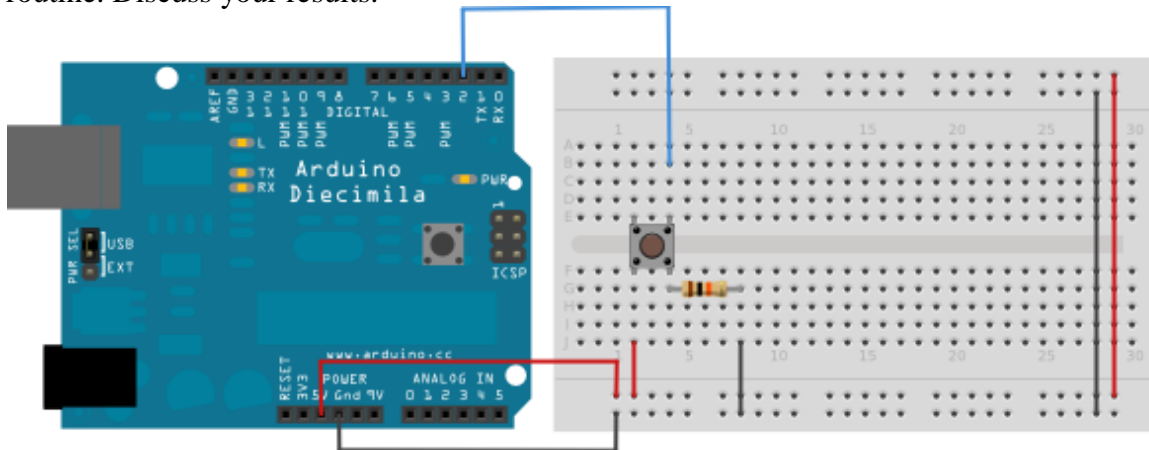 routine. Discuss your results.
AREF
GND
13
12
11
10
9
8
7
6
5
4
3
2
1
0
TX
RX
DIGITAL
PWM
PWM
PWM
PWM
PWM
PWM
L
TX
RX
Arduino
Diecimila
PWR
1
ICSP
PWR SEL
USB
EXT
www.arduino.cc
RESET
3V3
5V Gnd 9V
POWER
ANALOG IN
0 1 2 3 4 5
1 5 10 15 20 25 30
A
B
C
D
E
F
G
H
I
J
1 5 10 15 20 25 30